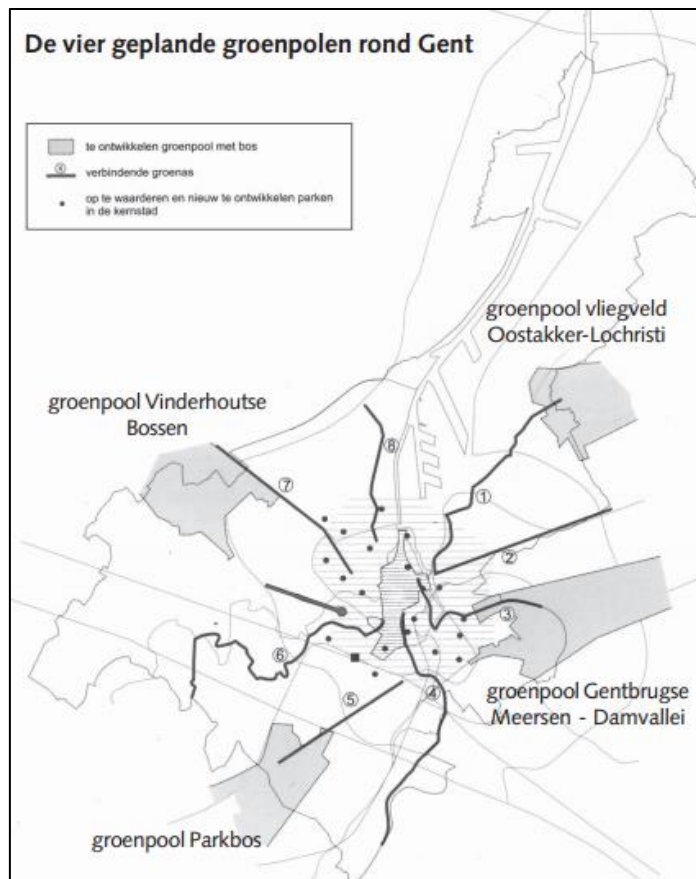 De vier geplande groenpolen rond Gent
te ontwikkelen groenpool met bos
verbindende groenas
op te waarderen en nieuw te ontwikkelen parken
in de kernstad
groenpool vliegveld
Oostakker-Lochristi
groenpool Vinderhoutse
Bossen
8
7
1
2
3
6
4
5
groenpool Gentbrugse
Meersen - Damvallei
groenpool Parkbos